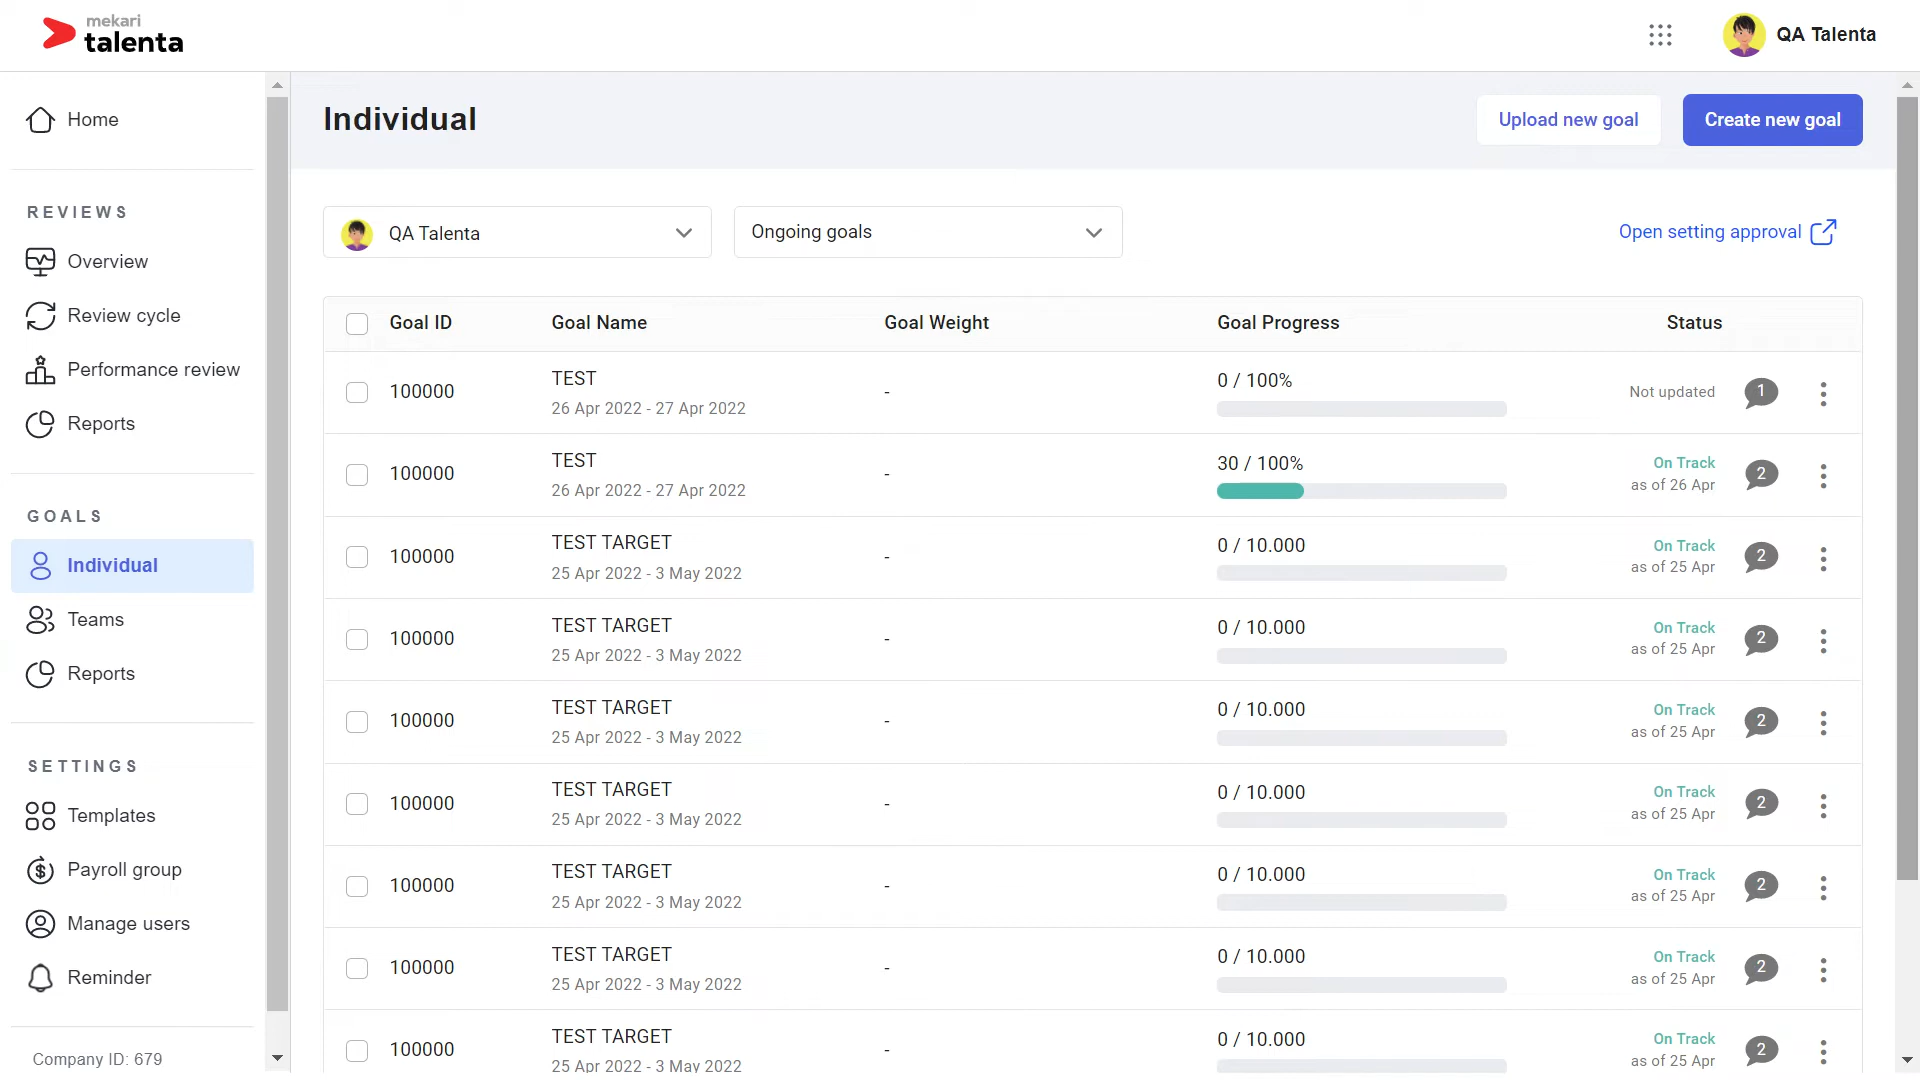 mekari
talenta
QA Talenta
Home
REVIEWS
Overview
Review cycle
Performance review
Reports
GOALS
Individual
Teams
Reports
SETTINGS
Templates
Payroll group
Manage users
Reminder
Company ID: 679
Individual
Upload new goal
Create new goal
QA Talenta
Ongoing goals
Open setting approval
Goal ID Goal Name Goal Weight Goal Progress Status
100000 TEST - 0 / 100% Not updated 1
26 Apr 2022 - 27 Apr 2022
100000 TEST - 30 / 100% On Track 2
26 Apr 2022 - 27 Apr 2022 as of 26 Apr
100000 TEST TARGET - 0 / 10.000 On Track 2
25 Apr 2022 - 3 May 2022 as of 25 Apr
100000 TEST TARGET - 0 / 10.000 On Track 2
25 Apr 2022 - 3 May 2022 as of 25 Apr
100000 TEST TARGET - 0 / 10.000 On Track 2
25 Apr 2022 - 3 May 2022 as of 25 Apr
100000 TEST TARGET - 0 / 10.000 On Track 2
25 Apr 2022 - 3 May 2022 as of 25 Apr
100000 TEST TARGET - 0 / 10.000 On Track 2
25 Apr 2022 - 3 May 2022 as of 25 Apr
100000 TEST TARGET - 0 / 10.000 On Track 2
25 Apr 2022 - 3 May 2022 as of 25 Apr
100000 TEST TARGET - 0 / 10.000 On Track 2
25 Apr 2022 - 3 May 2022 as of 25 Apr